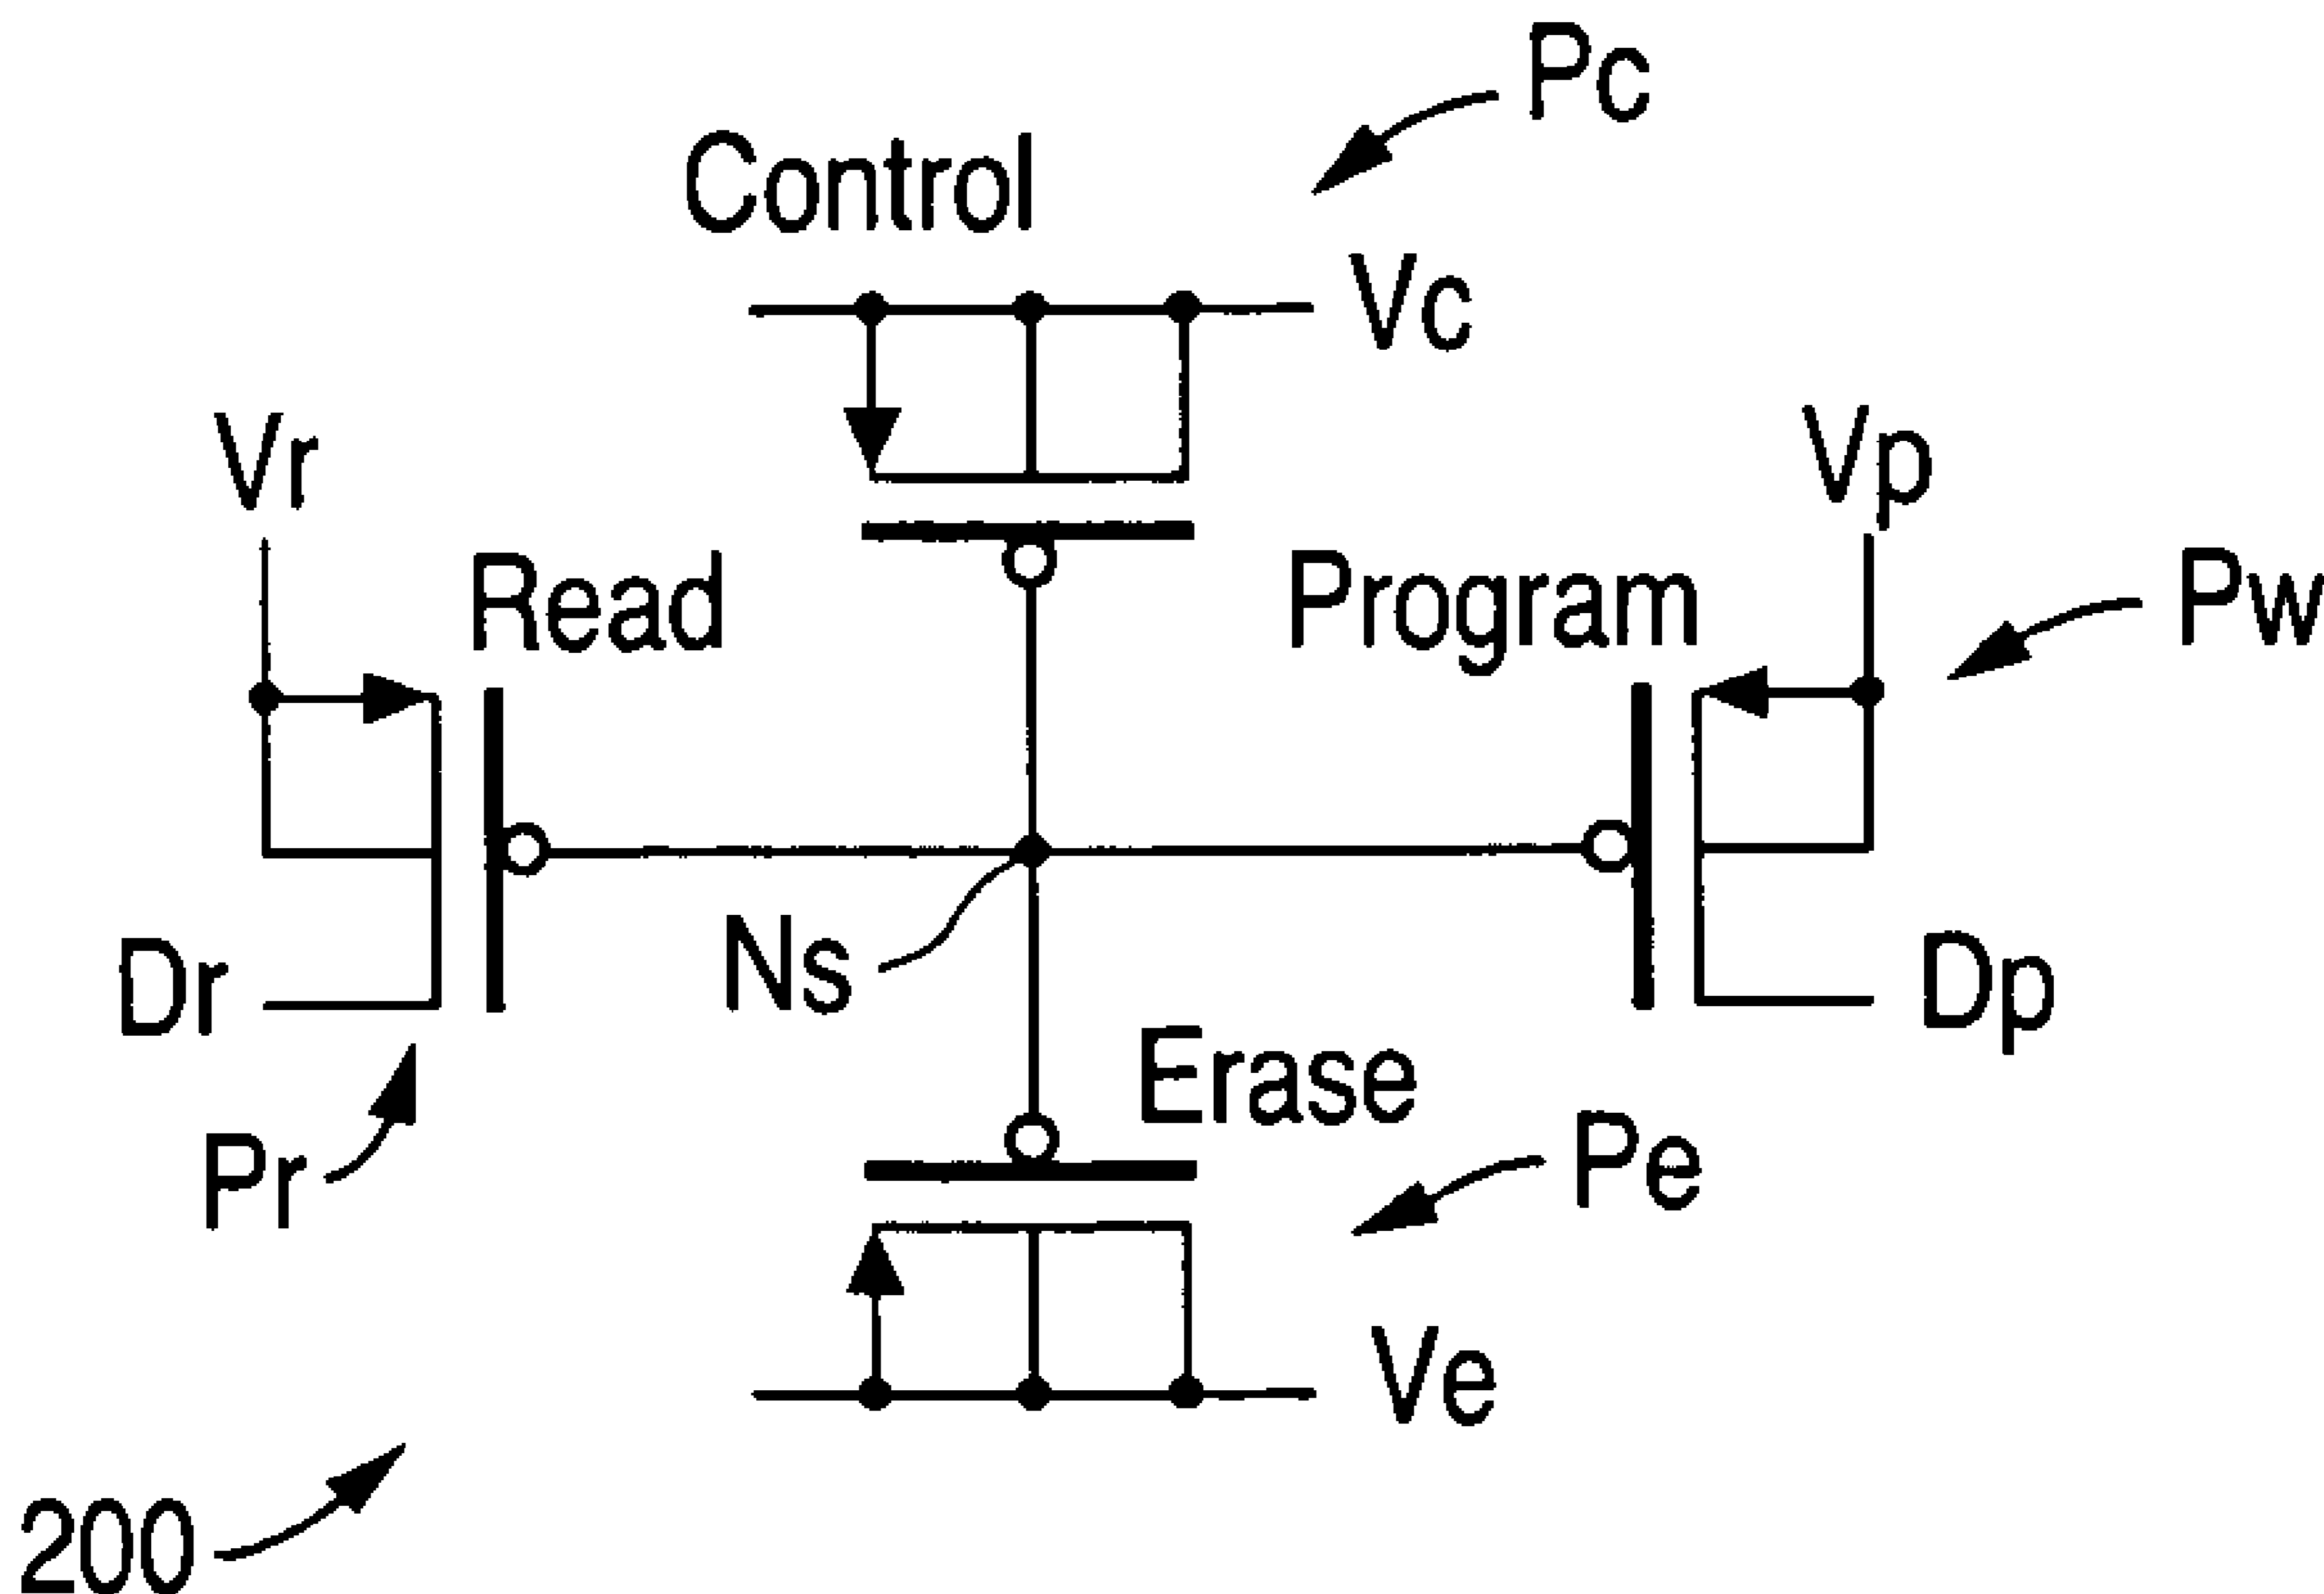 Pc
Control
Vc
Vr
Vp
Read
Program
Pw
Ns
Dr
Dp
Erase
Pr
Pe
Ve
200